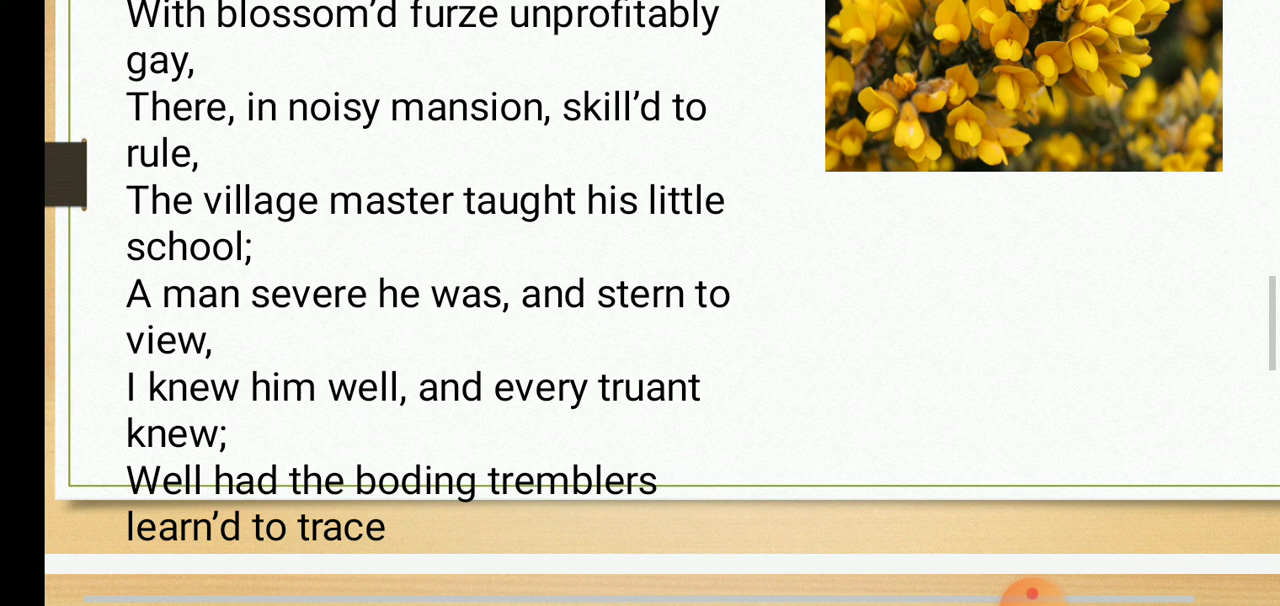 With blossom’d furze unprofitably
gay,
There, in noisy mansion, skill’d to
rule,
The village master taught his little
school;
A man severe he was, and stern to
view,
I knew him well, and every truant
knew;
Well had the boding tremblers
learn’d to trace